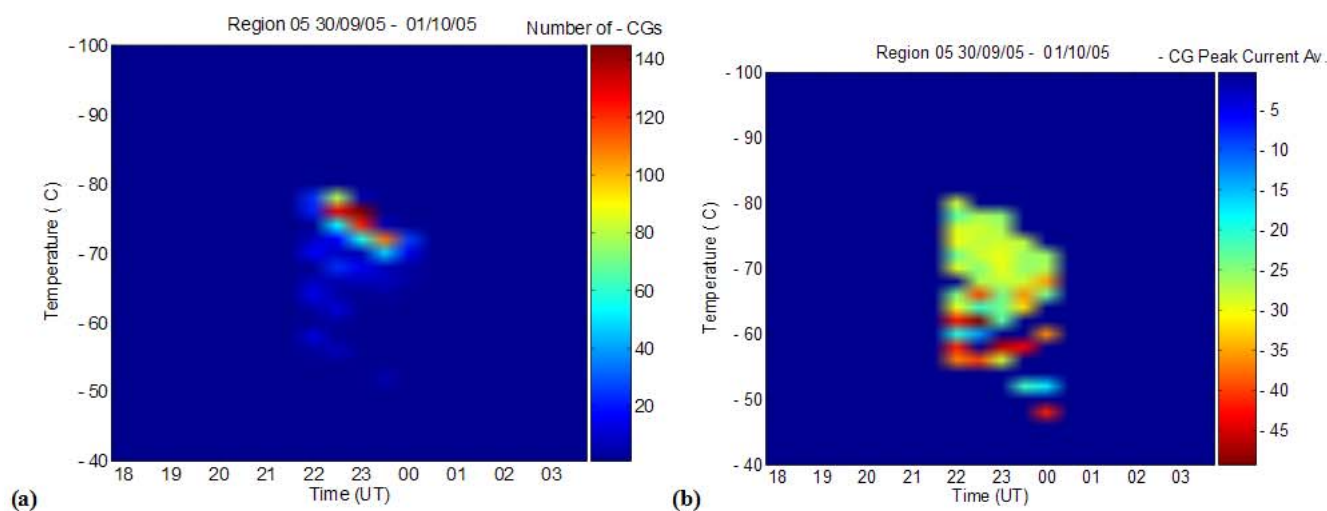 Region 05 30/09/05 - 01/10/05
Number of - CGs
- 100
- 90
- 80
- 70
- 60
- 50
- 40
Temperature ( C)
140
120
100
80
60
40
20
18 19 20 21 22 23 00 01 02 03
Time (UT)
(a)
Region 05 30/09/05 - 01/10/05
- CG Peak Current Av.
- 100
- 90
- 80
- 70
- 60
- 50
- 40
Temperature ( C)
- 5
- 10
- 15
- 20
- 25
- 30
- 35
- 40
- 45
18 19 20 21 22 23 00 01 02 03
Time (UT)
(b)